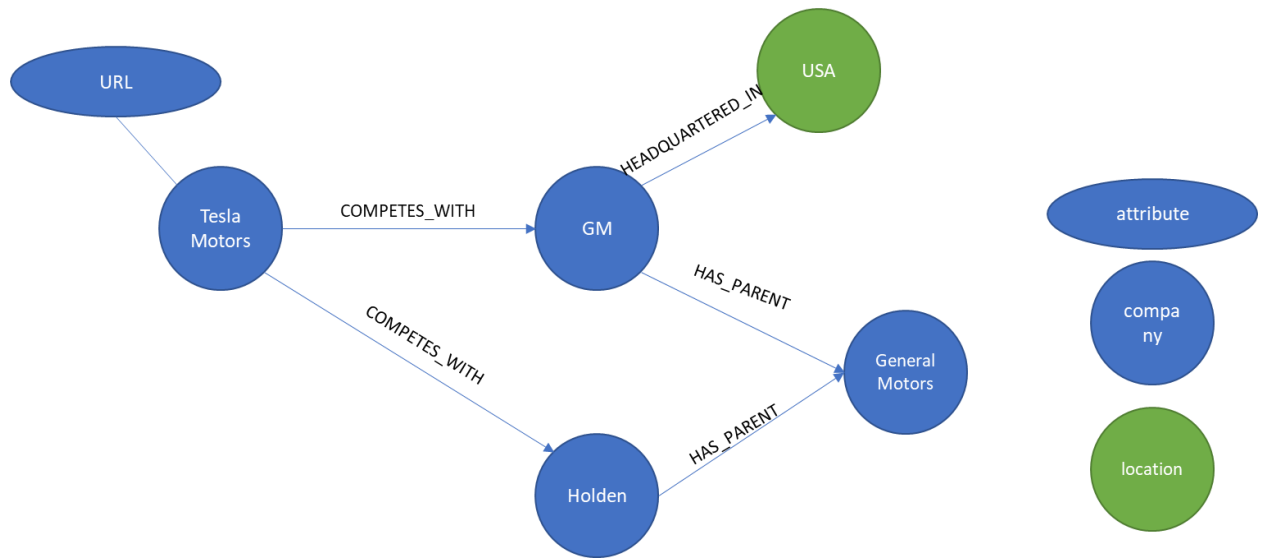 URL
USA
HEADQUARTERED_IN
Tesla
Motors
COMPETES_WITH
GM
HAS_PARENT
COMPETES_WITH
General
Motors
HAS_PARENT
Holden
attribute
compa
ny
location